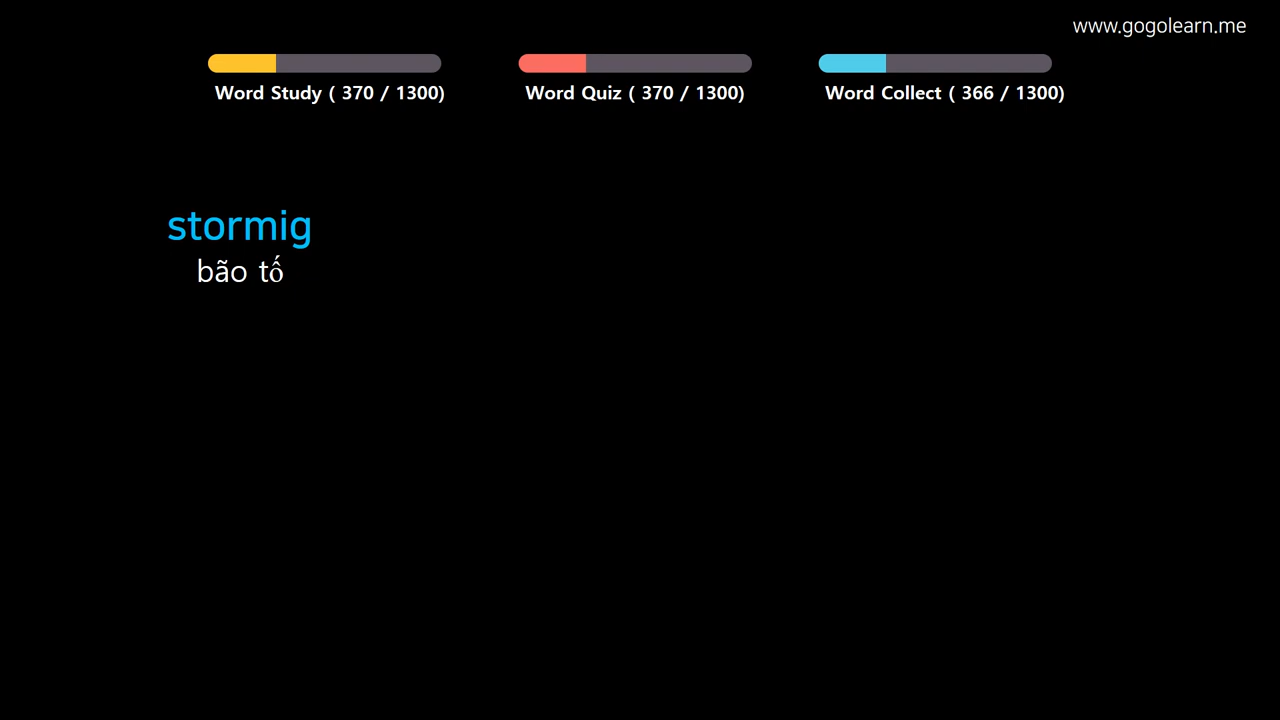 www.gogolearn.me
Word Study ( 370 / 1300)
Word Quiz ( 370 / 1300)
Word Collect ( 366 / 1300)
stormig
bão tố